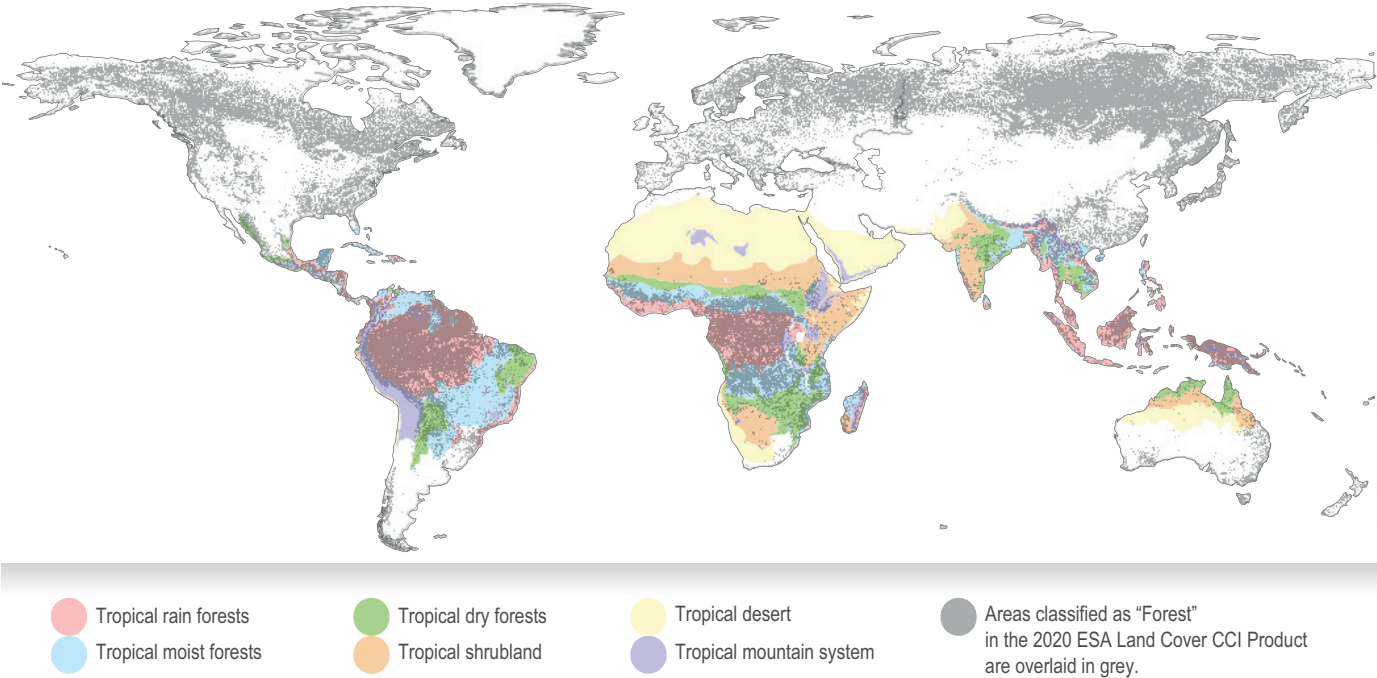 Tropical rain forests
Tropical moist forests
Tropical dry forests
Tropical shrubland
Tropical desert
Tropical mountain system
Areas classified as “Forest”
in the 2020 ESA Land Cover CCI Product
are overlaid in grey.